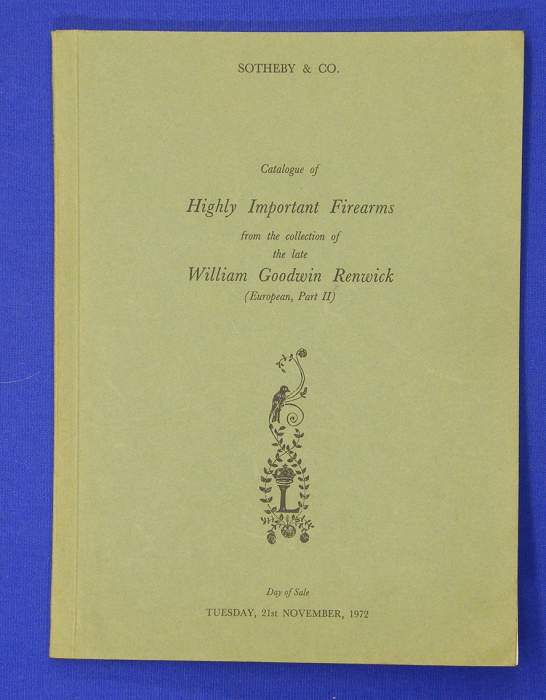 SOTHEBY & CO.
Catalogue of
Highly Important Firearms
from the collection of
the late
William Goodwin Renwick
(European, Part II)
L
Day of Sale
TUESDAY, 21st NOVEMBER, 1972